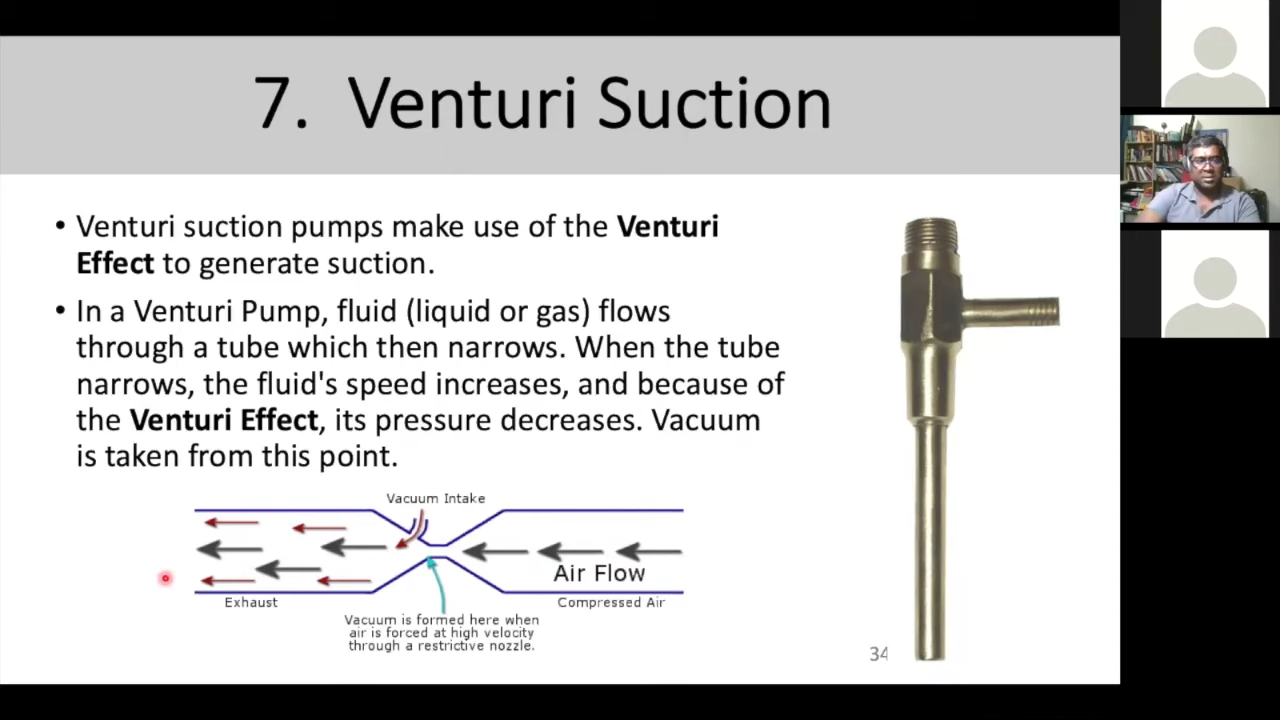 7. Venturi Suction
• Venturi suction pumps make use of the Venturi
Effect to generate suction.
• In a Venturi Pump, fluid (liquid or gas) flows
through a tube which then narrows. When the tube
narrows, the fluid's speed increases, and because of
the Venturi Effect, its pressure decreases. Vacuum
is taken from this point.
Vacuum Intake
Air Flow
Exhaust
Compressed Air
Vacuum is formed here when
air is forced at high velocity
through a restrictive nozzle.
34